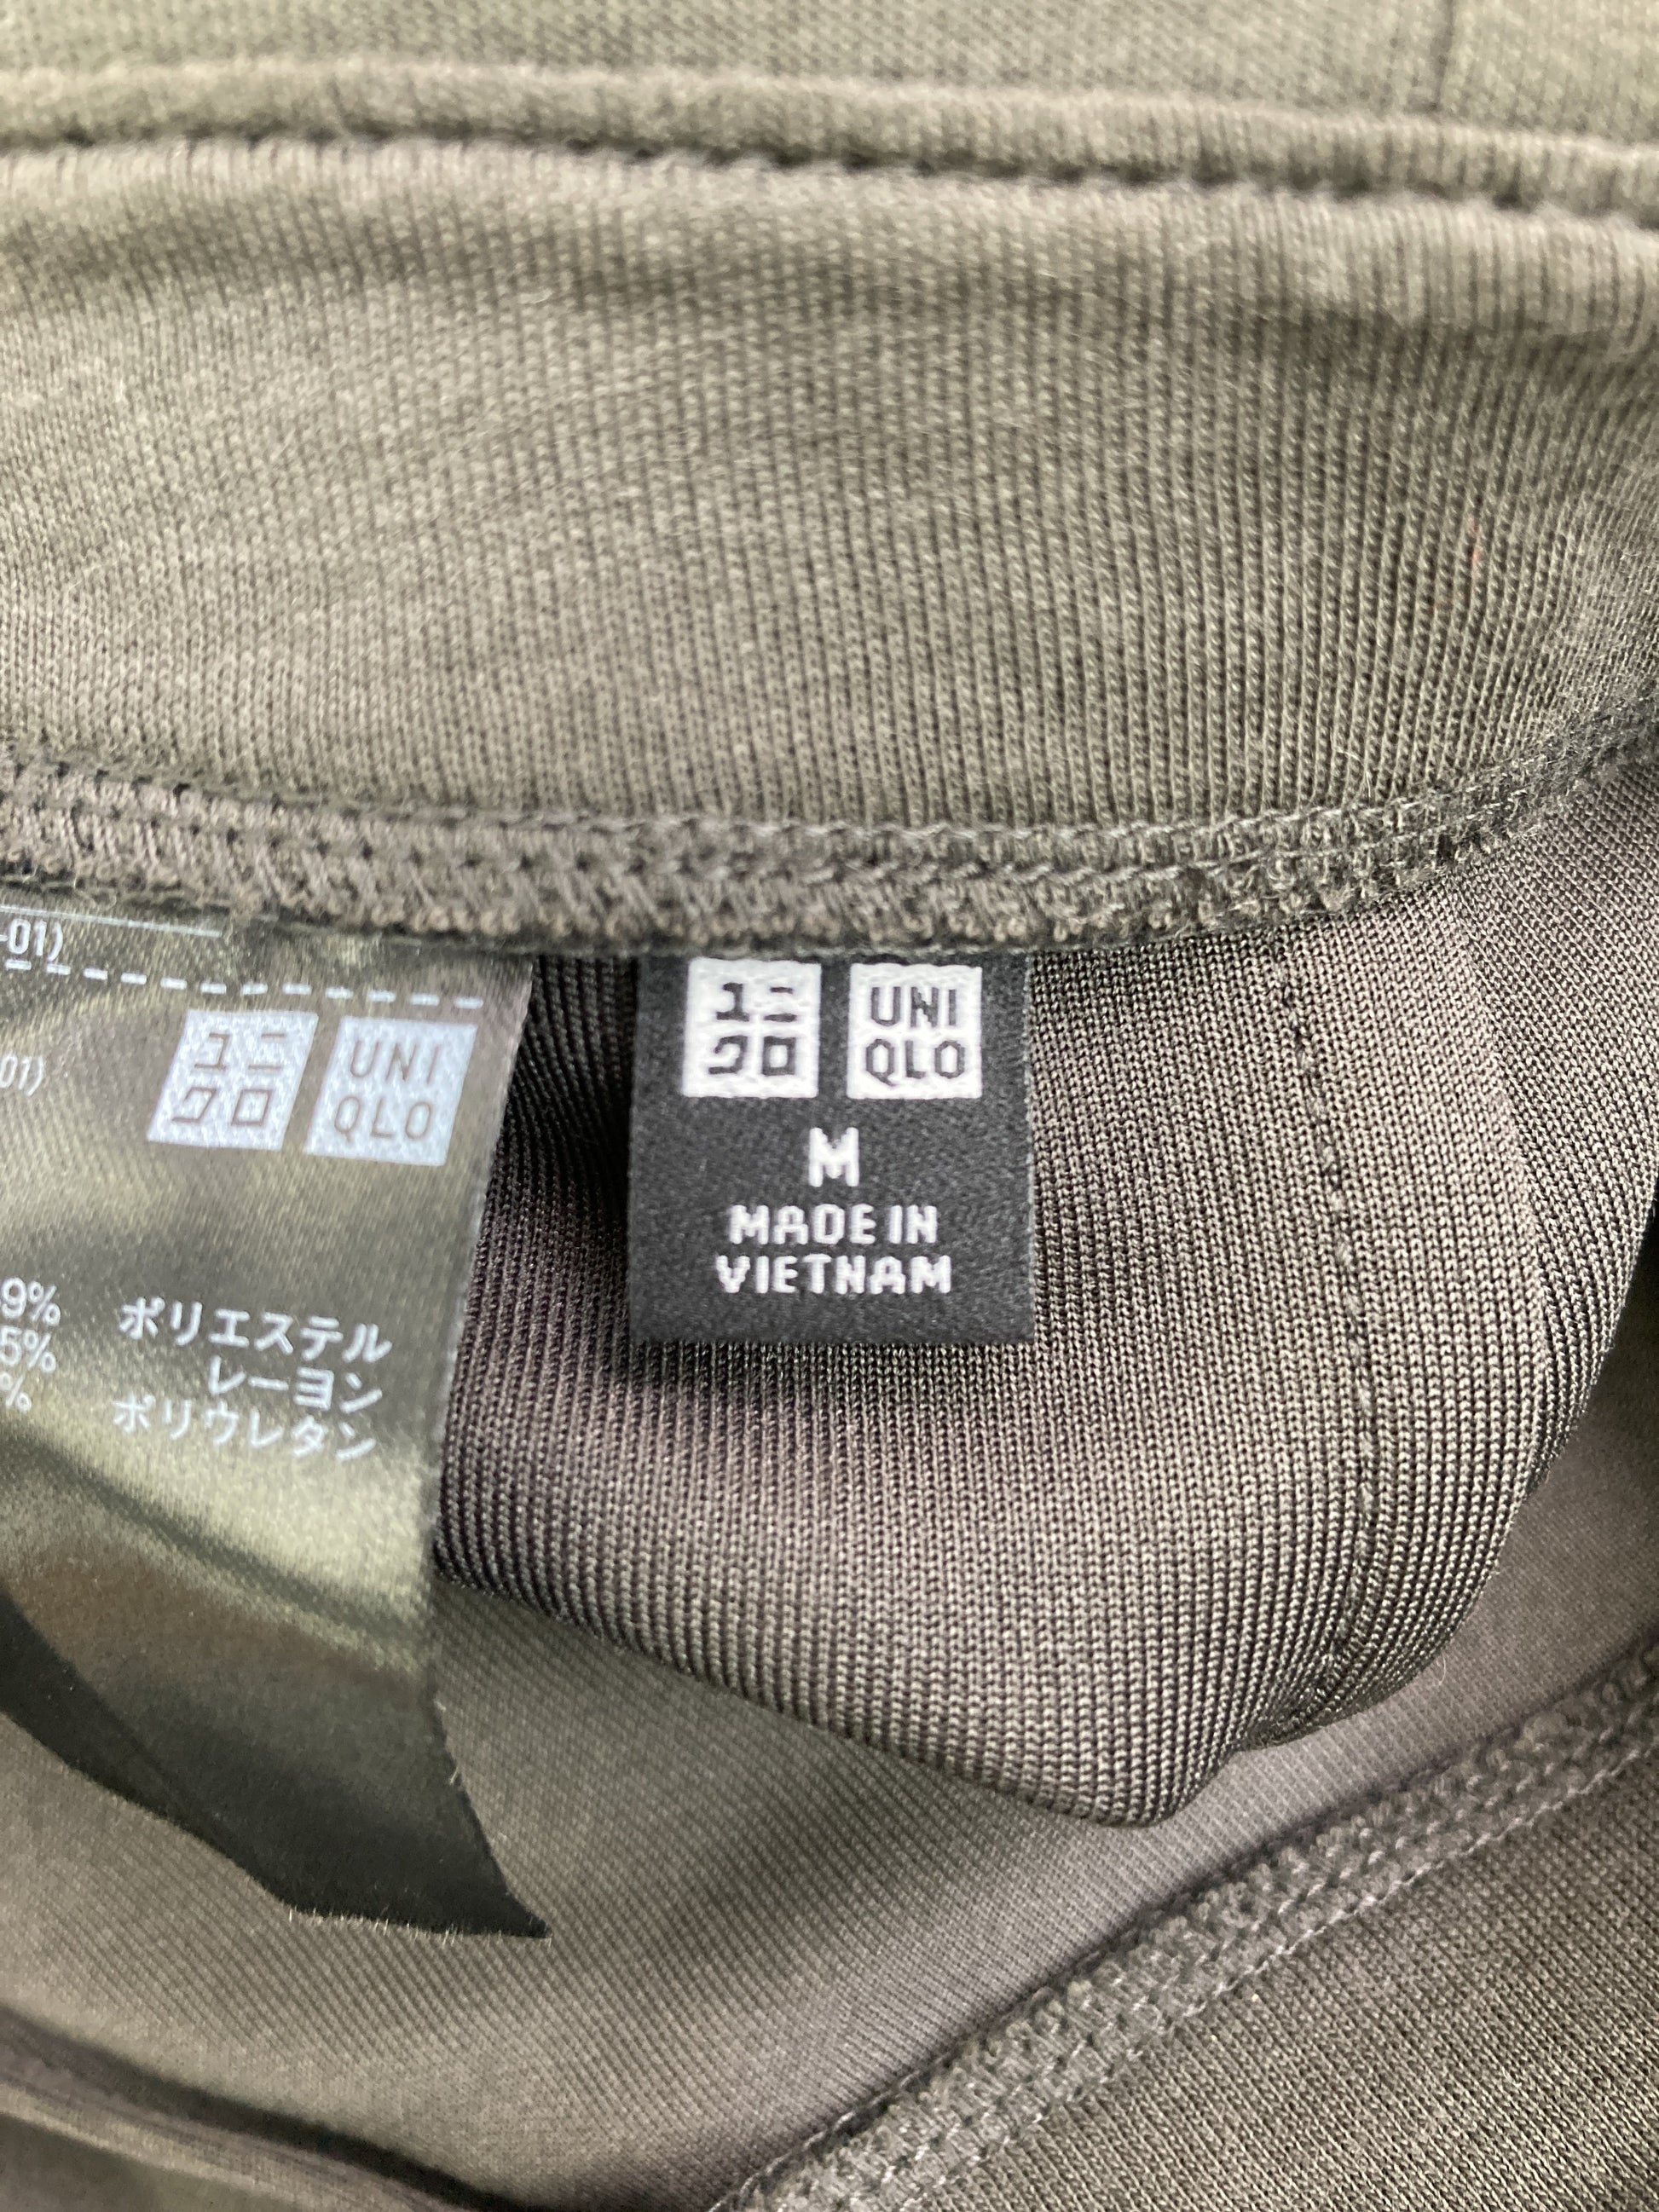 -01)
01)
ユニ
クロ
UNI
QLO
9% ポリエステル
5% レーヨン
% ポリウレタン
ユニ
クロ
UNI
QLO
M
MADE IN
VIETNAM